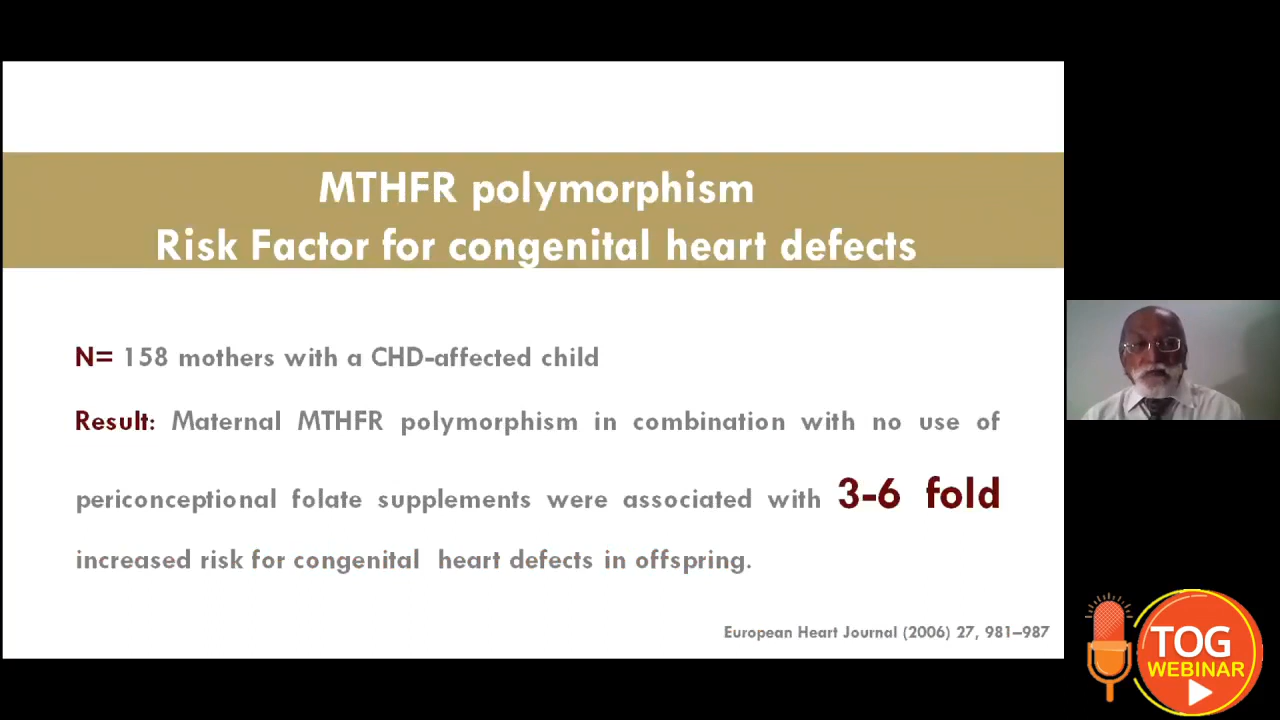 MTHFR polymorphism
Risk Factor for congenital heart defects
N= 158 mothers with a CHD-affected child
Result: Maternal MTHFR polymorphism in combination with no use of
periconceptional folate supplements were associated with 3-6 fold
increased risk for congenital heart defects in offspring.
European Heart Journal (2006) 27, 981–987
TOG
WEBINAR